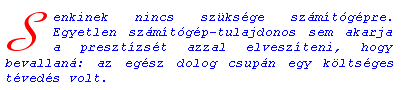 Senkinek nincs szüksége számítógépre.
Egyetlen számítógép-tulajdonos sem akarja
a presztízsét azzal elveszíteni, hogy
bevallaná: az egész dolog csupán egy költséges
tévedés volt.